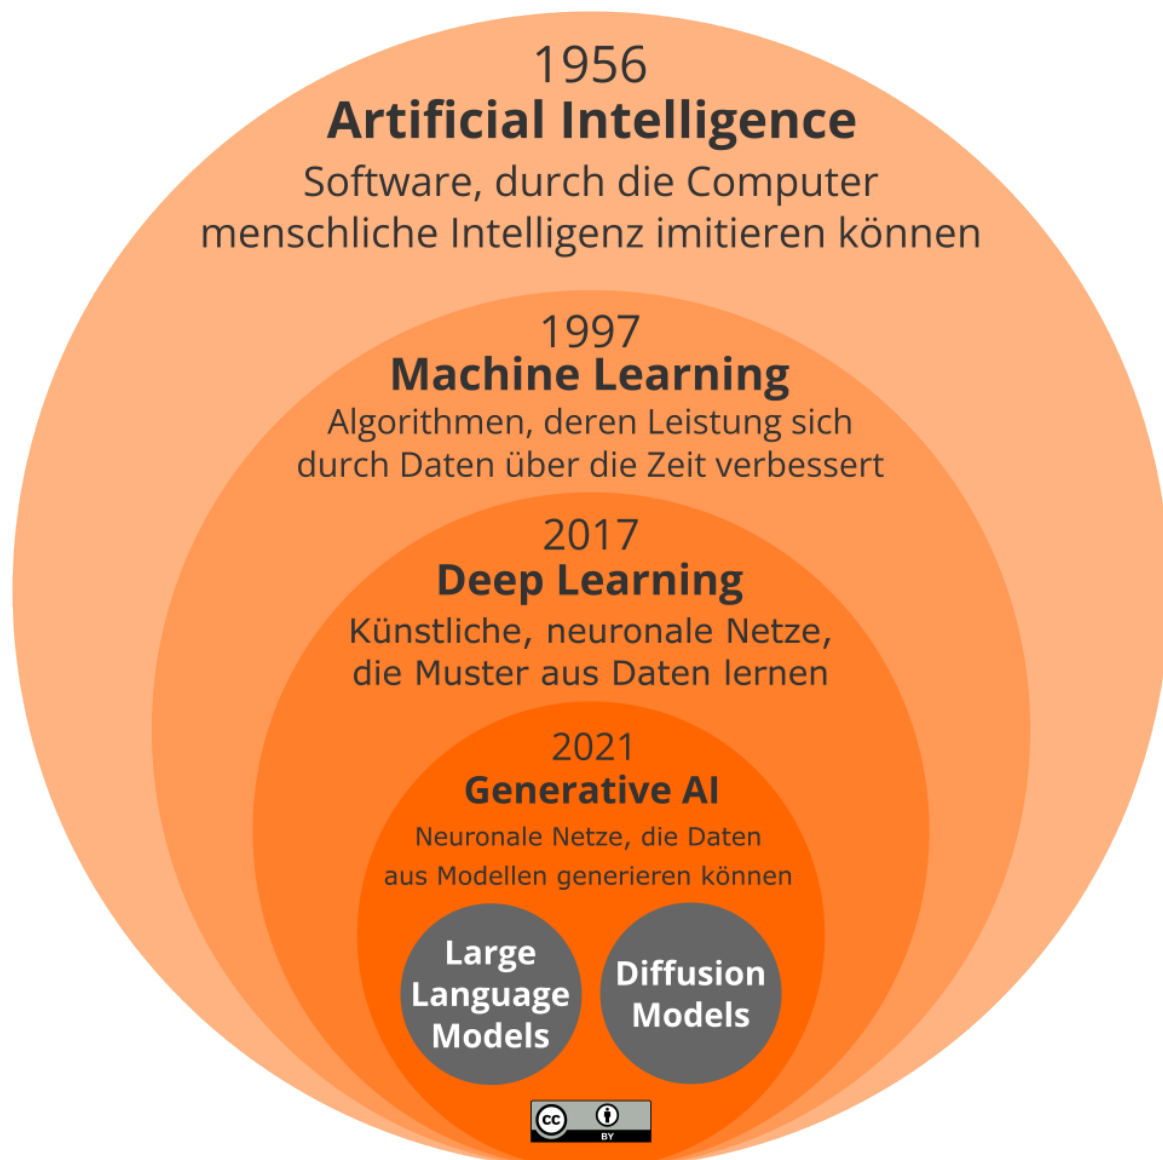 1956
Artificial Intelligence
Software, durch die Computer
menschliche Intelligenz imitieren können
1997
Machine Learning
Algorithmen, deren Leistung sich
durch Daten über die Zeit verbessert
2017
Deep Learning
Künstliche, neuronale Netze,
die Muster aus Daten lernen
2021
Generative AI
Neuronale Netze, die Daten
aus Modellen generieren können
Large
Language
Models
Diffusion
Models
cc
BY